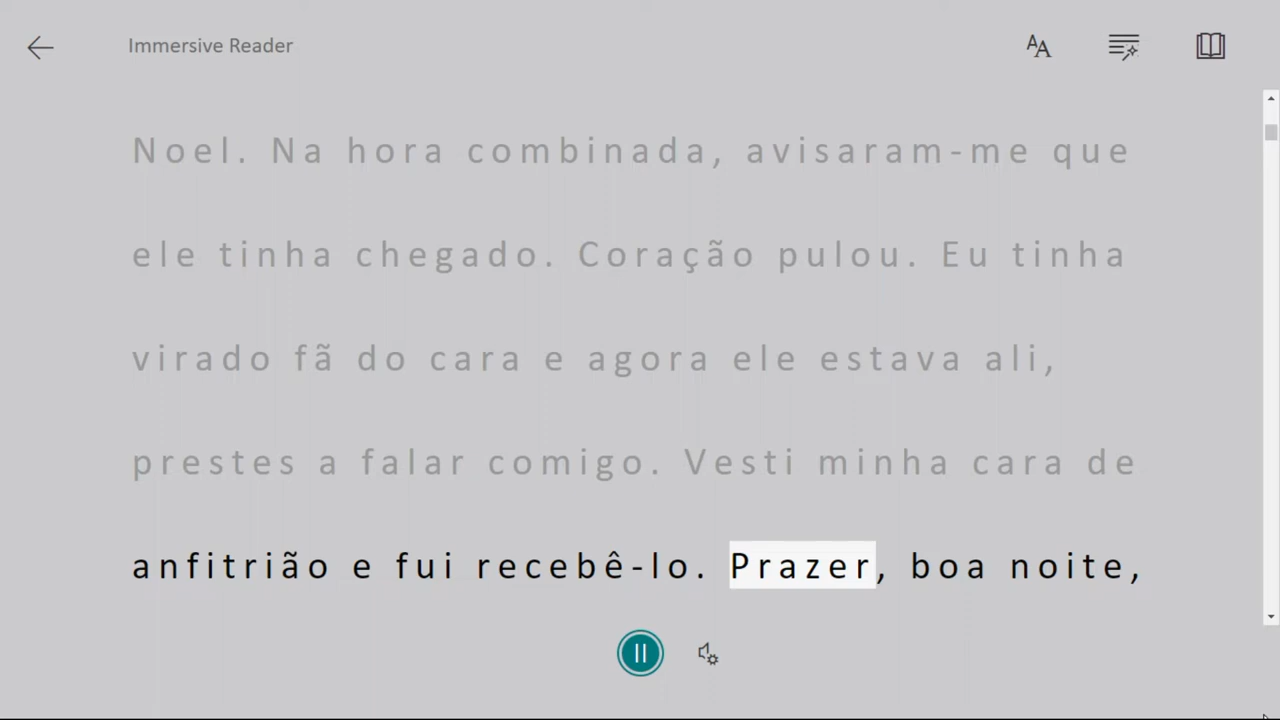 Immersive Reader
Noel. Na hora combinada, avisaram-me que
ele tinha chegado. Coração pulou. Eu tinha
virado fã do cara e agora ele estava ali,
prestes a falar comigo. Vesti minha cara de
anfitrião e fui recebê-lo. Prazer, boa noite,